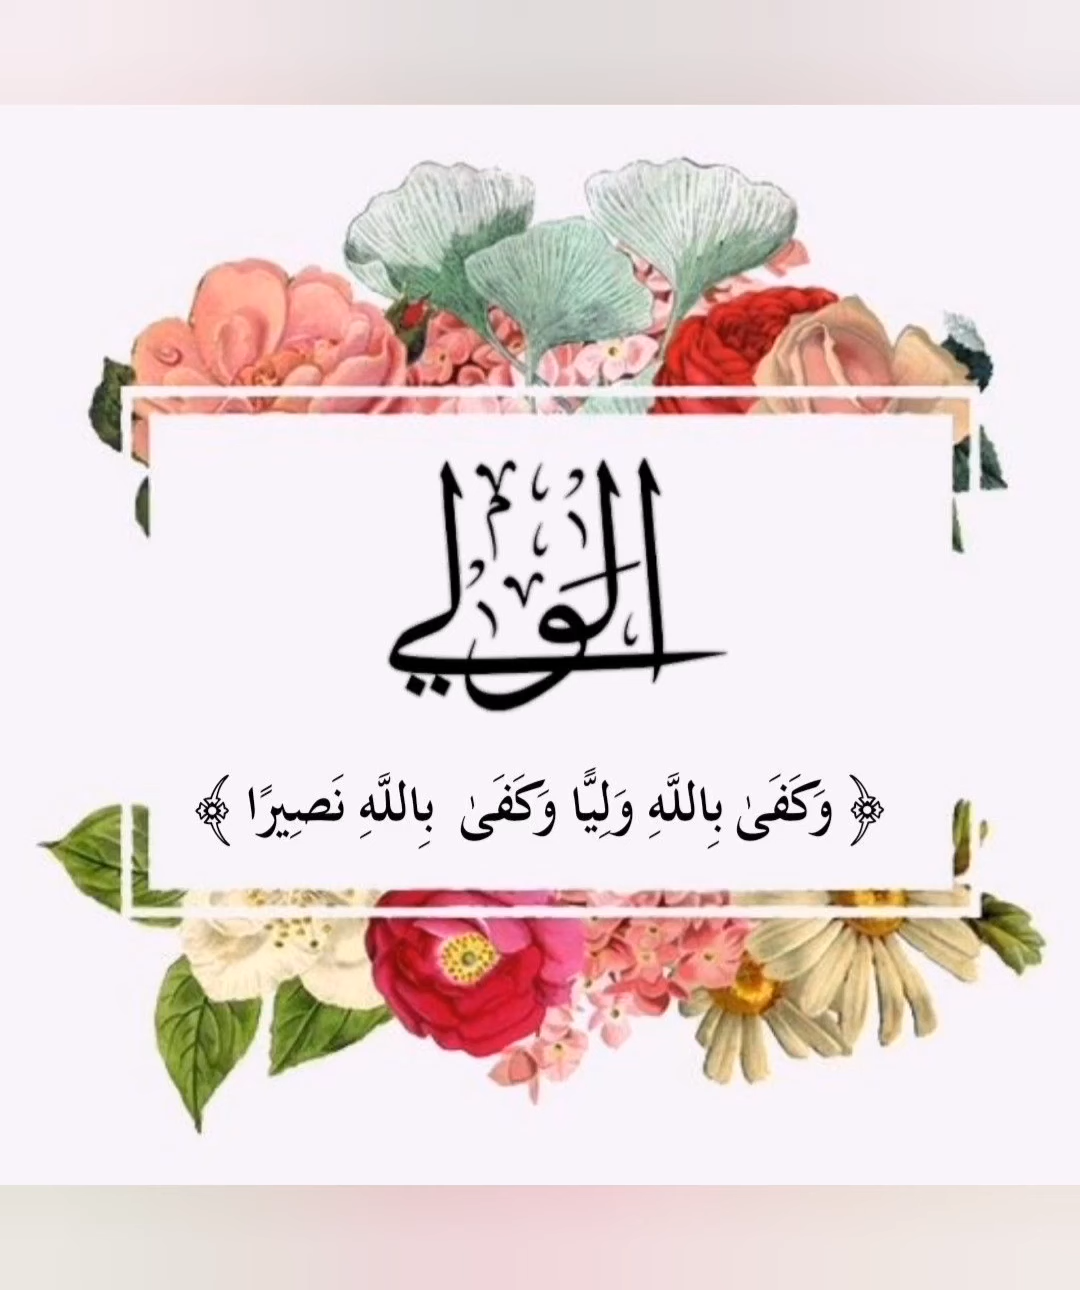 الولي
﴿ وَكَفَىٰ بِاللَّهِ وَلِيًّا وَكَفَىٰ بِاللَّهِ نَصِيرًا ﴾